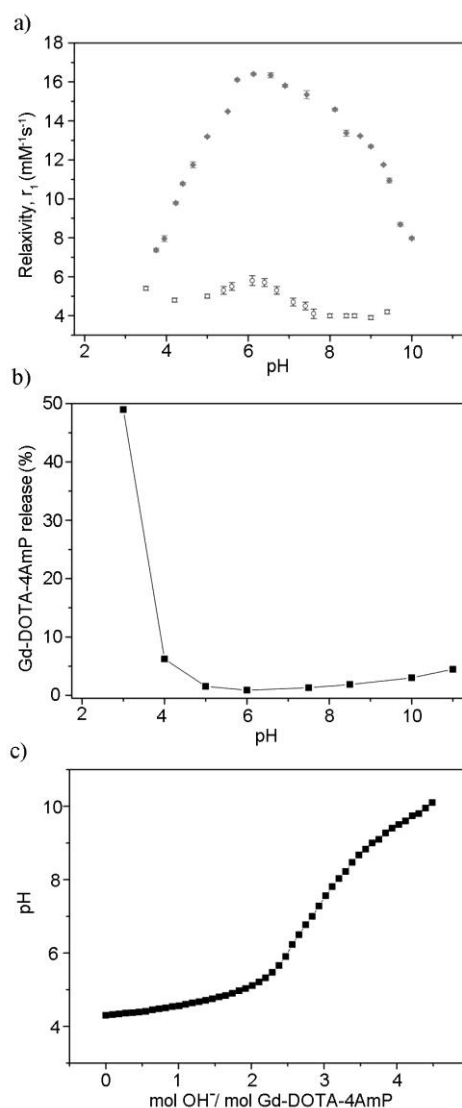 a)
18
16
14
12
10
8
6
4
Relaxivity, r₁ (mM⁻¹s⁻¹)
2 4 6 8 10
pH
b)
50
40
30
20
10
0
Gd-DOTA-4AmP release (%)
2 4 6 8 10
pH
c)
10
8
6
4
pH
0 1 2 3 4
mol OH⁻/ mol Gd-DOTA-4AmP